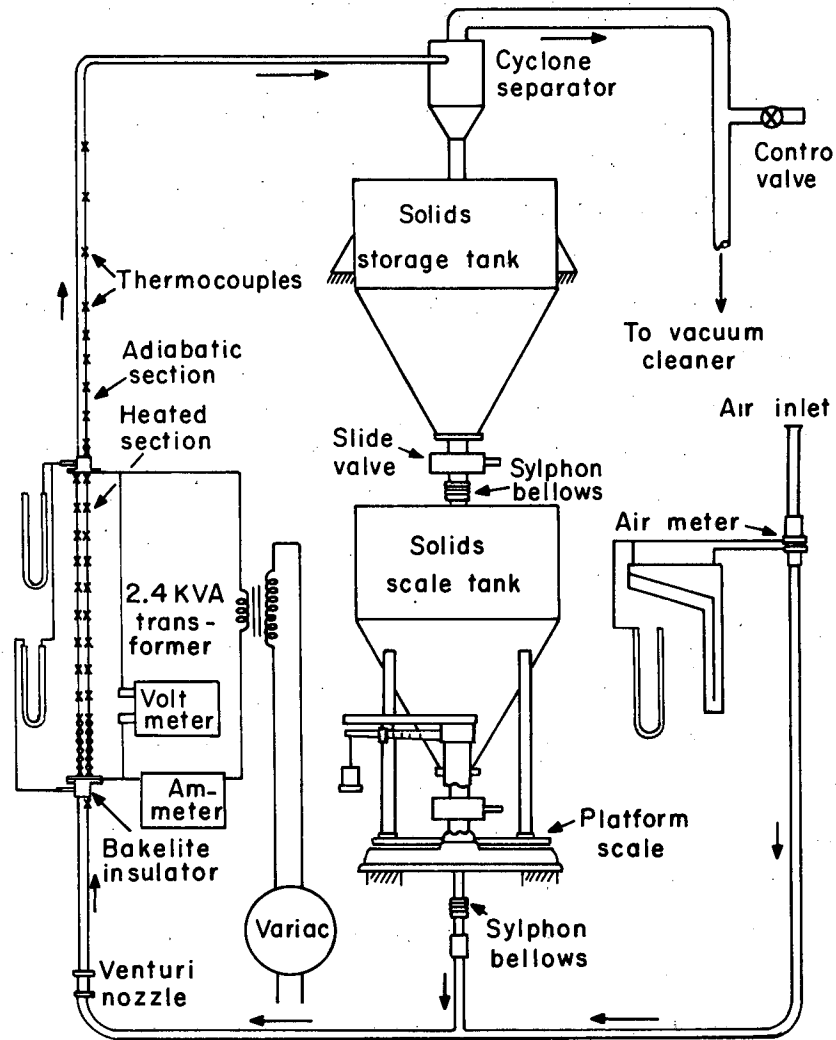 Cyclone
separator
Contro
valve
Solids
storage tank
Thermocouples
To vacuum
cleaner
Adiabatic
section
Air inlet
Heated
section
Slide
valve
Sylphon
bellows
Air meter
Solids
scale tank
2.4 KVA
trans-
former
Volt
meter
Am-
meter
Platform
scale
Bakelite
insulator
Variac
Sylphon
bellows
Venturi
nozzle